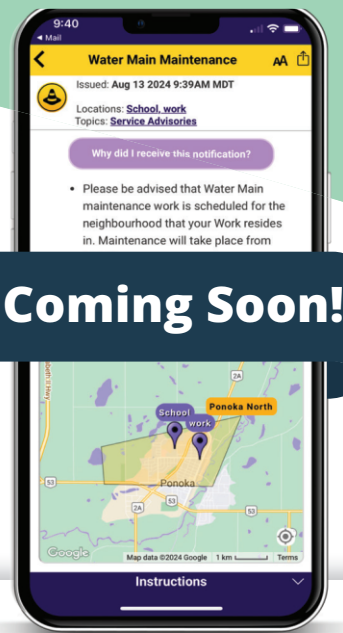 9:40
Mail
Water Main Maintenance
AA
Issued: Aug 13 2024 9:39AM MDT
Locations: School, work
Topics: Service Advisories
Why did I receive this notification?
• Please be advised that Water Main
maintenance work is scheduled for the
neighbourhood that your Work resides
in. Maintenance will take place from
Coming Soon!
2A
Ponoka North
School
work
53
Ponoka
53
2A
53
Google
Map data ©2024 Google
1 km
Terms
Instructions